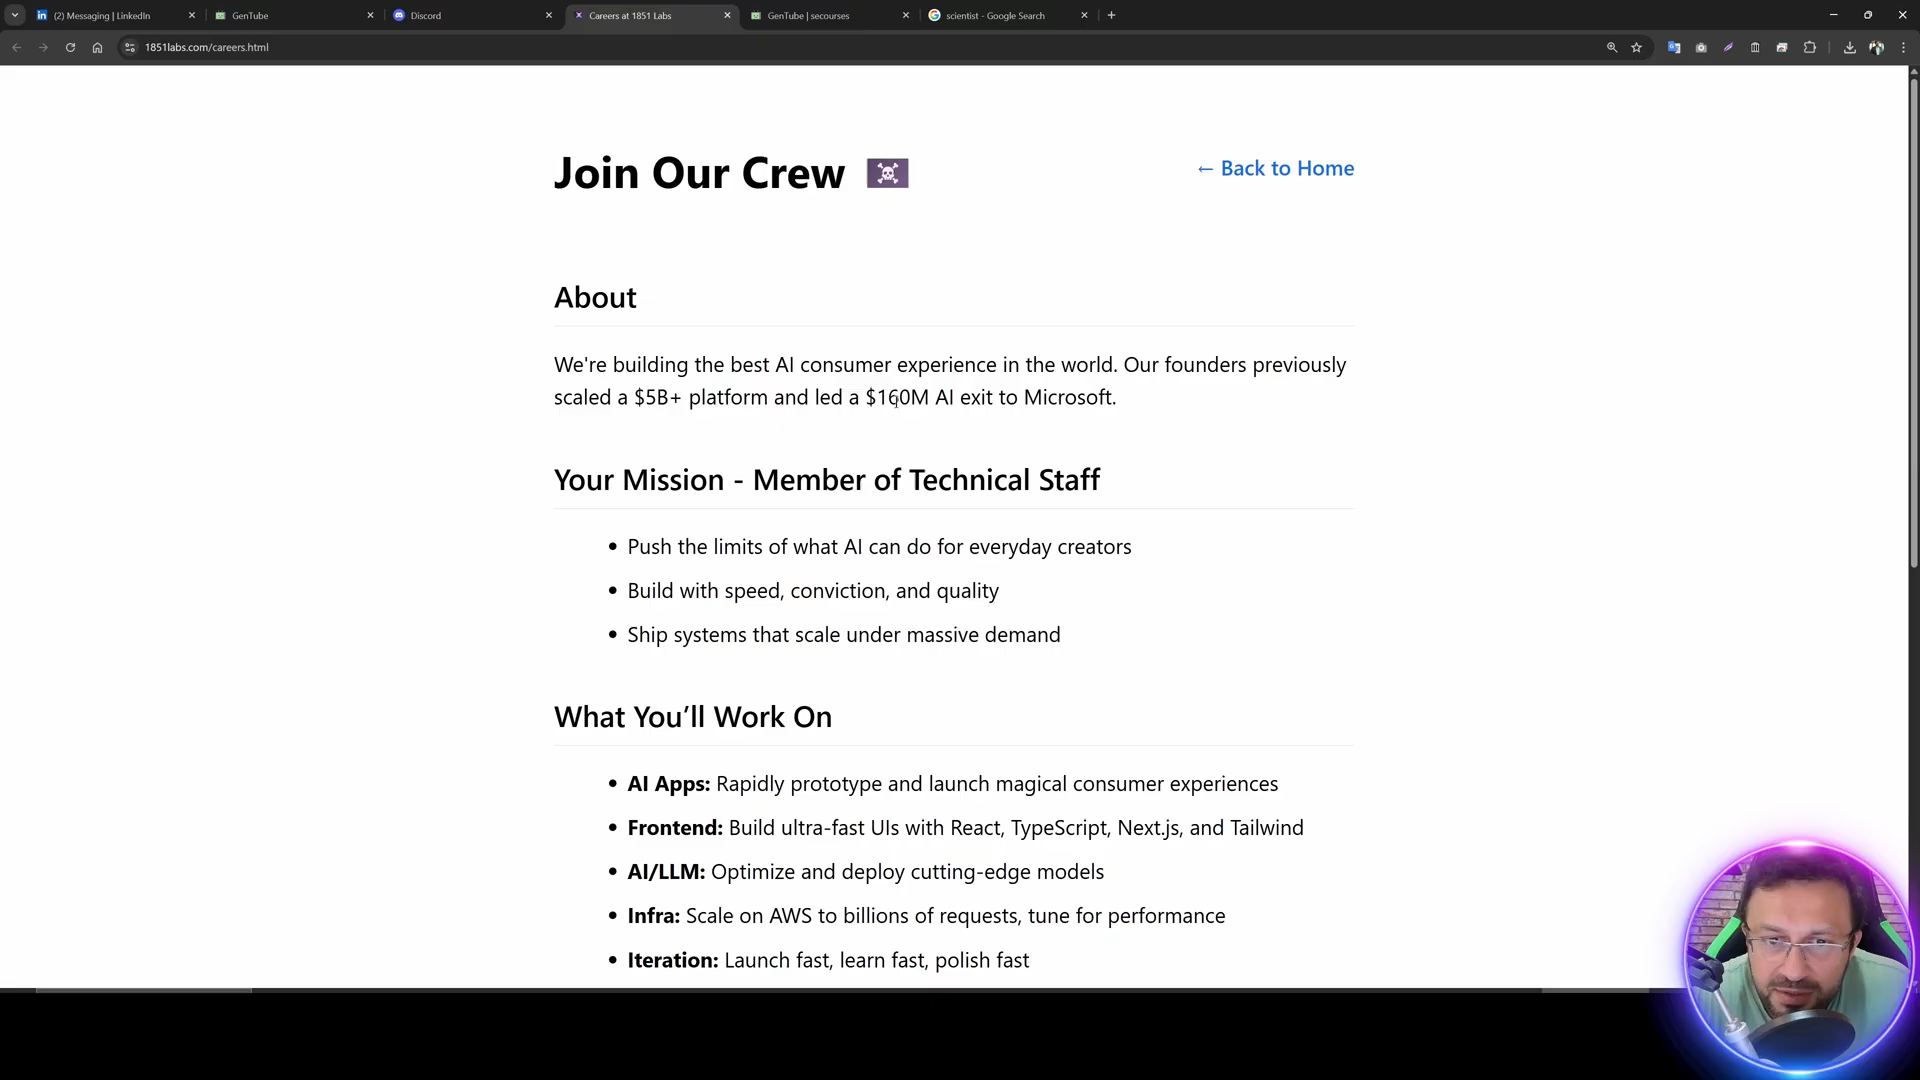 (2) Messaging | LinkedIn
GenTube
Discord
Careers at 1851 Labs
GenTube | secourses
scientist - Google Search
1851labs.com/careers.html
Join Our Crew
← Back to Home
About
We're building the best AI consumer experience in the world. Our founders previously
scaled a $5B+ platform and led a $160M AI exit to Microsoft.
Your Mission - Member of Technical Staff
• Push the limits of what AI can do for everyday creators
• Build with speed, conviction, and quality
• Ship systems that scale under massive demand
What You’ll Work On
• AI Apps: Rapidly prototype and launch magical consumer experiences
• Frontend: Build ultra-fast UIs with React, TypeScript, Next.js, and Tailwind
• AI/LLM: Optimize and deploy cutting-edge models
• Infra: Scale on AWS to billions of requests, tune for performance
• Iteration: Launch fast, learn fast, polish fast